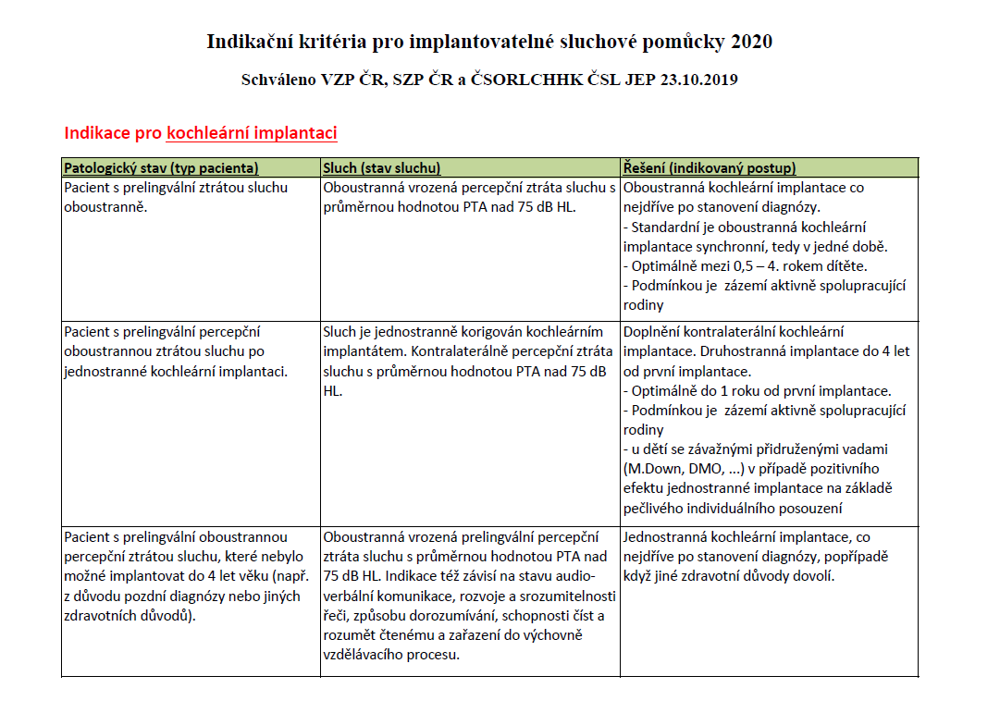 Indikační kritéria pro implantovatelné sluchové pomůcky 2020
Schváleno VZP ČR, SZP ČR a ČSORLCHHK ČSL JEP 23.10.2019
Indikace pro kochleární implantaci
Patologický stav (typ pacienta)
Sluch (stav sluchu)
Řešení (indikovaný postup)
Pacient s prelingvální ztrátou sluchu
oboustranně.
Oboustranná vrozená percepční ztráta sluchu s
průměrnou hodnotou PTA nad 75 dB HL.
Oboustranná kochleární implantace co
nejdříve po stanovení diagnózy.
- Standardní je oboustranná kochleární
implantace synchronní, tedy v jedné době.
- Optimálně mezi 0,5 – 4. rokem dítěte.
- Podmínkou je  zázemí aktivně spolupracující
rodiny
Pacient s prelingvální percepční
oboustrannou ztrátou sluchu po
jednostranné kochleární implantaci.
Sluch je jednostranně korigován kochleárním
implantátem. Kontralaterálně percepční ztráta
sluchu s průměrnou hodnotou PTA nad 75 dB
HL.
Doplnění kontralaterální kochleární
implantace. Druhostranná implantace do 4 let
od první implantace.
- Optimálně do 1 roku od první implantace.
- Podmínkou je  zázemí aktivně spolupracující
rodiny
- u dětí se závažnými přidruženými vadami
(M.Down, DMO, ...) v případě pozitivního
efektu jednostranné implantace na základě
pečlivého individuálního posouzení
Pacient s prelingvální oboustrannou
percepční ztrátou sluchu, které nebylo
možné implantovat do 4 let věku (např.
z důvodu pozdní diagnózy nebo jiných
zdravotních důvodů).
Oboustranná vrozená prelingvální percepční
ztráta sluchu s průměrnou hodnotou PTA nad
75 dB HL. Indikace též závisí na stavu audio-
verbální komunikace, rozvoje a srozumitelnosti
řeči, způsobu dorozumívání, schopnosti číst a
rozumět čtenému a zařazení do výchovně
vzdělávacího procesu.
Jednostranná kochleární implantace, co
nejdříve po stanovení diagnózy, popřípadě
když jiné zdravotní důvody dovolí.